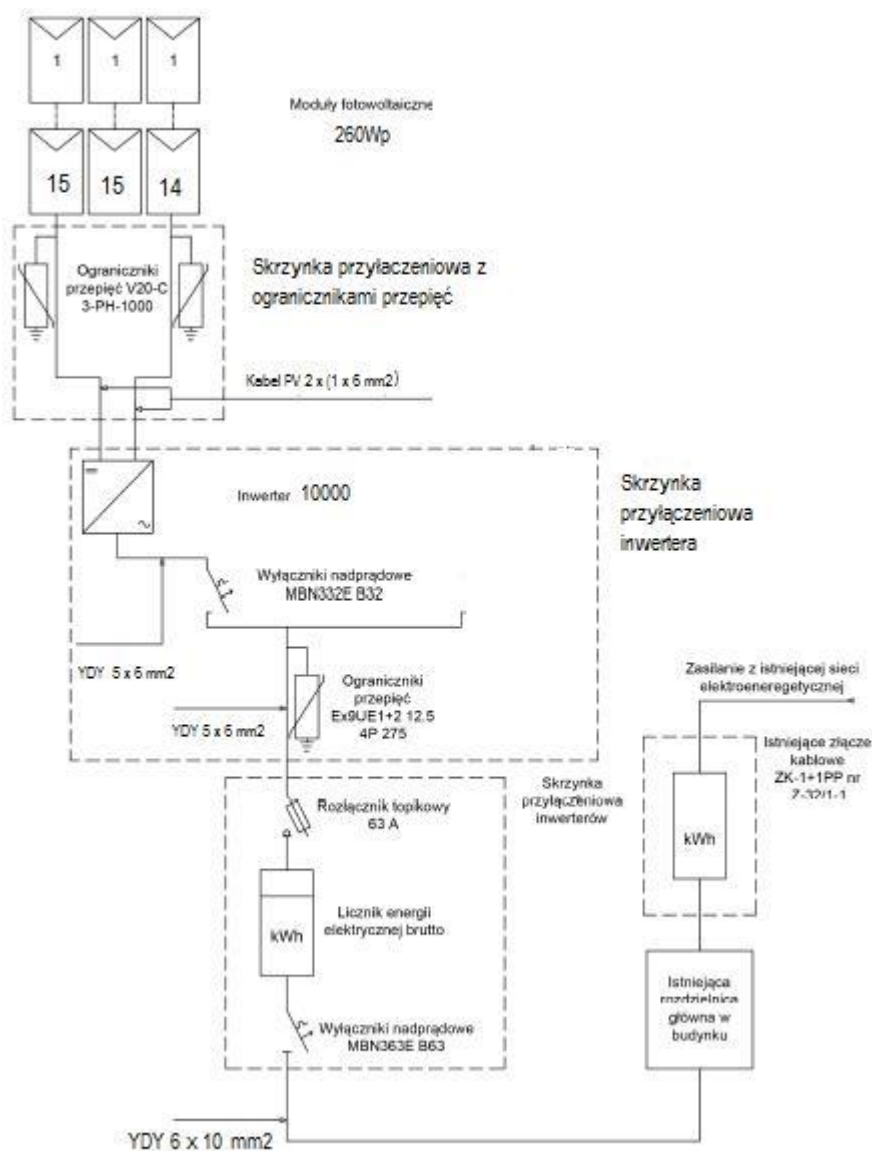 1 1 1
15 15 14
Moduły fotowoltaiczne
260Wp
Ograniczniki
przepięć V20-C
3-PH-1000
Skrzynka przyłaczeniowa z
ogranicznikami przepięć
Kabel PV 2 x (1 x 6 mm2)
Inwerter 10000
Skrzynka
przyłączeniowa
inwertera
Wyłączniki nadprądowe
MBN332E B32
YDY 5 x 6 mm2
Ograniczniki
przepięć
Ex9UE1+2 12.5
4P 275
YDY 5 x 6 mm2
Zasilanie z istniejącej sieci
elektroeneregetycznej
Istniejące złącze
kablowe
ZK-1+1PP nr
Z-32/1-1
kWh
Skrzynka
przyłączeniowa
inwerterów
Rozłącznik topikowy
63 A
Licznik energii
elektrycznej brutto
kWh
Wyłączniki nadprądowe
MBN363E B63
Istniejąca
rozdzielnica
główna w
budynku
YDY 6 x 10 mm2